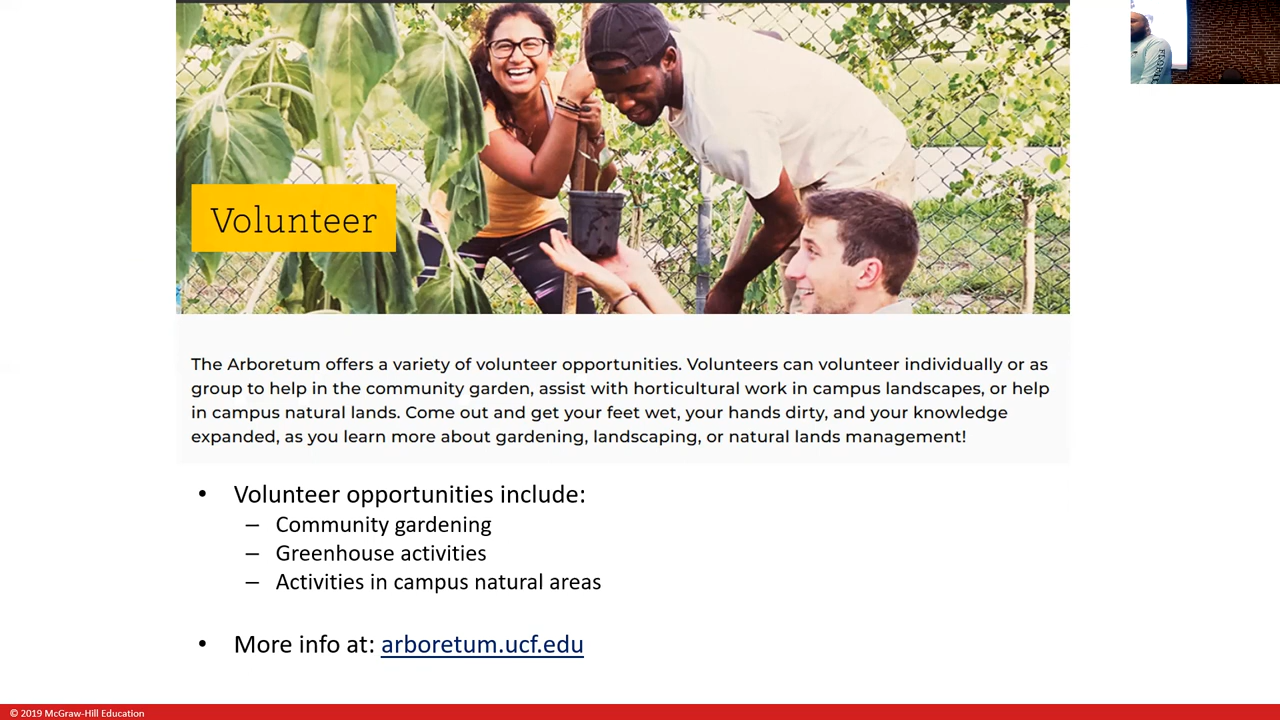 Volunteer
The Arboretum offers a variety of volunteer opportunities. Volunteers can volunteer individually or as
group to help in the community garden, assist with horticultural work in campus landscapes, or help
in campus natural lands. Come out and get your feet wet, your hands dirty, and your knowledge
expanded, as you learn more about gardening, landscaping, or natural lands management!
• Volunteer opportunities include:
– Community gardening
– Greenhouse activities
– Activities in campus natural areas
• More info at: arboretum.ucf.edu
© 2019 McGraw-Hill Education